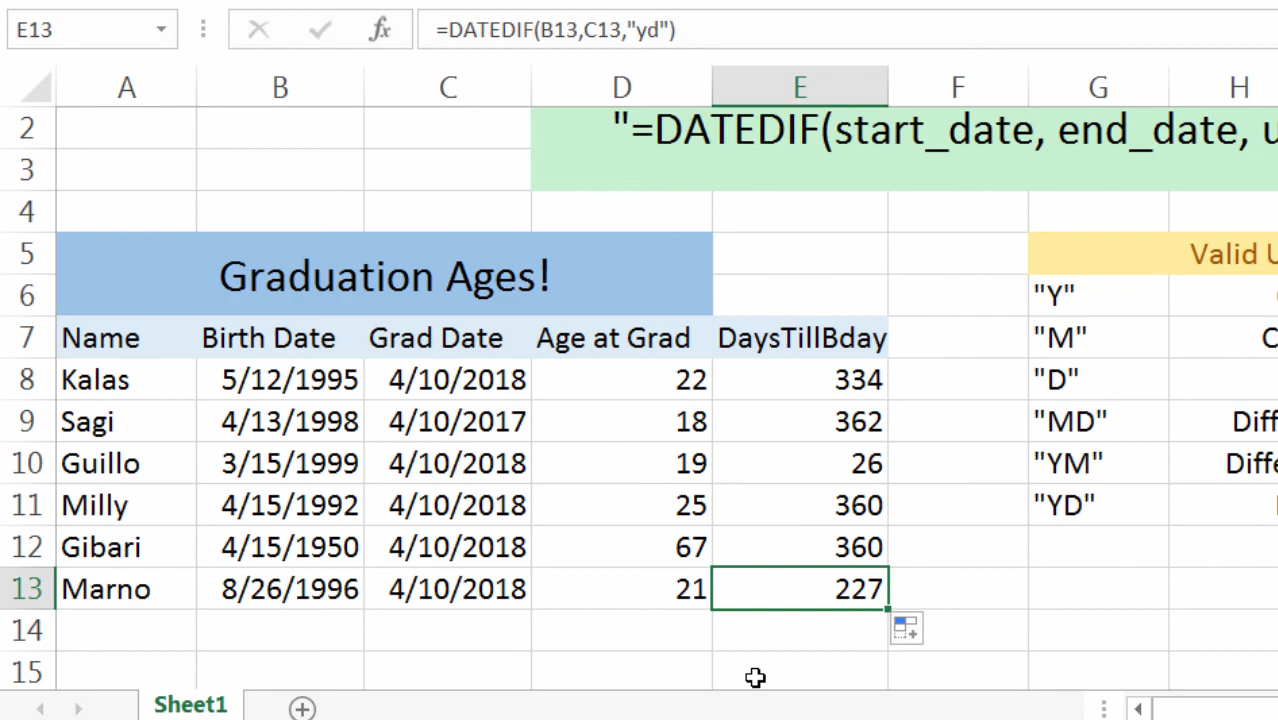 E13 fx =DATEDIF(B13,C13,"yd")
A B C D E F G H
2 "=DATEDIF(start_date, end_date, u
3
4
5 Graduation Ages! Valid U
6 "Y"
7 Name Birth Date Grad Date Age at Grad DaysTillBday "M" C
8 Kalas 5/12/1995 4/10/2018 22 334 "D"
9 Sagi 4/13/1998 4/10/2017 18 362 "MD" Diff
10 Guillo 3/15/1999 4/10/2018 19 26 "YM" Diffe
11 Milly 4/15/1992 4/10/2018 25 360 "YD"
12 Gibari 4/15/1950 4/10/2018 67 360
13 Marno 8/26/1996 4/10/2018 21 227
14
15
Sheet1